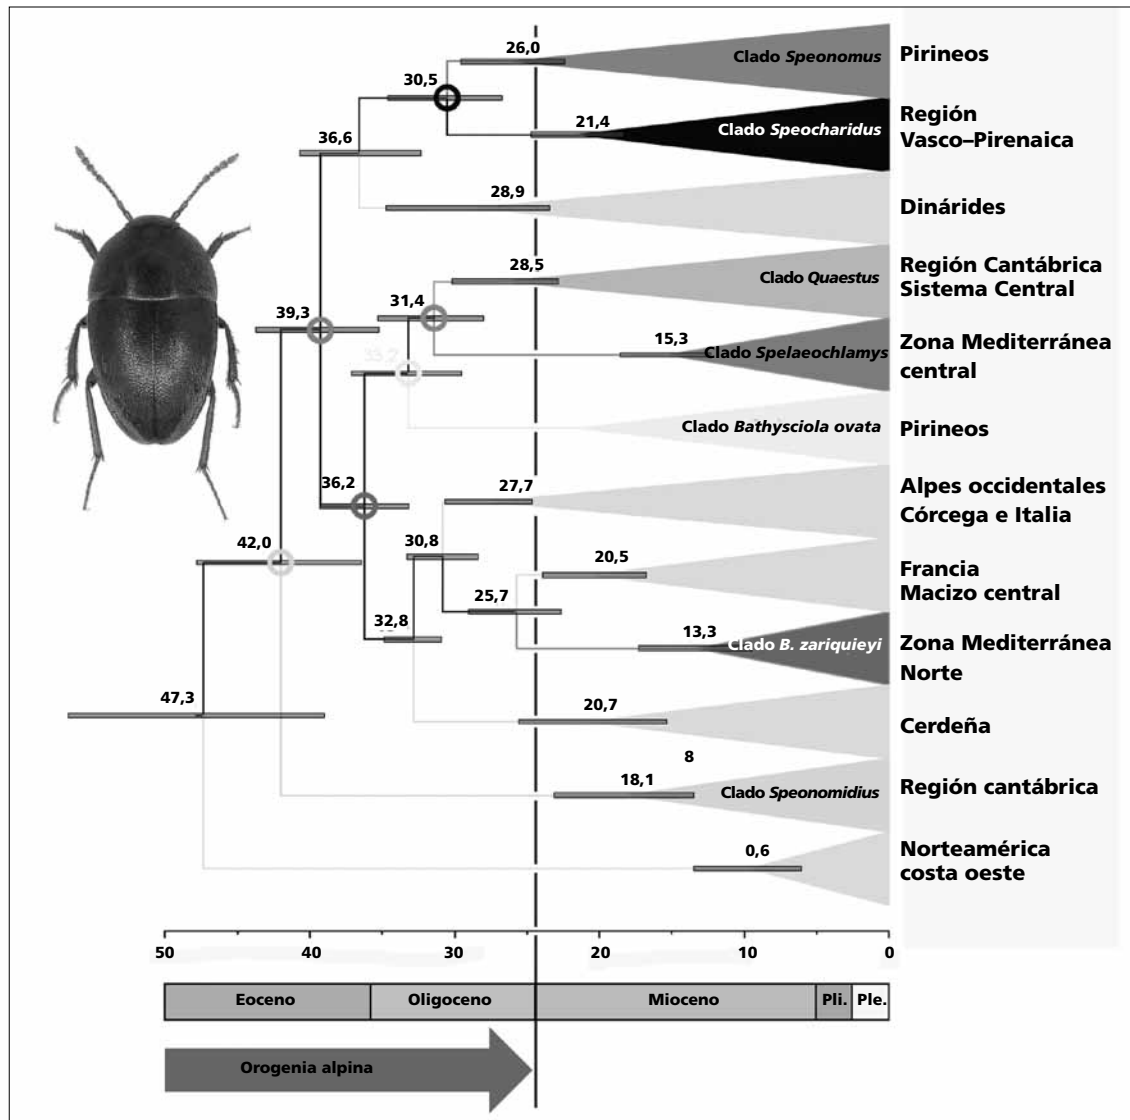 26,0
Clado Speonomus
Pirineos
30,5
21,4
Clado Speocharidus
Región
Vasco–Pirenaica
36,6
28,9
Dinárides
28,5
Clado Quaestus
Región Cantábrica
Sistema Central
39,3
31,4
15,3
Clado Spelaeochlamys
Zona Mediterránea
central
33,2
Clado Bathysciola ovata
Pirineos
36,2
27,7
Alpes occidentales
Córcega e Italia
42,0
30,8
20,5
Francia
Macizo central
25,7
32,8
13,3
Clado B. zariquieyi
Zona Mediterránea
Norte
47,3
20,7
Cerdeña
8
18,1
Clado Speonomidius
Región cantábrica
0,6
Norteamérica
costa oeste
50 40 30 20 10 0
Eoceno Oligoceno Mioceno Pli. Ple.
Orogenia alpina